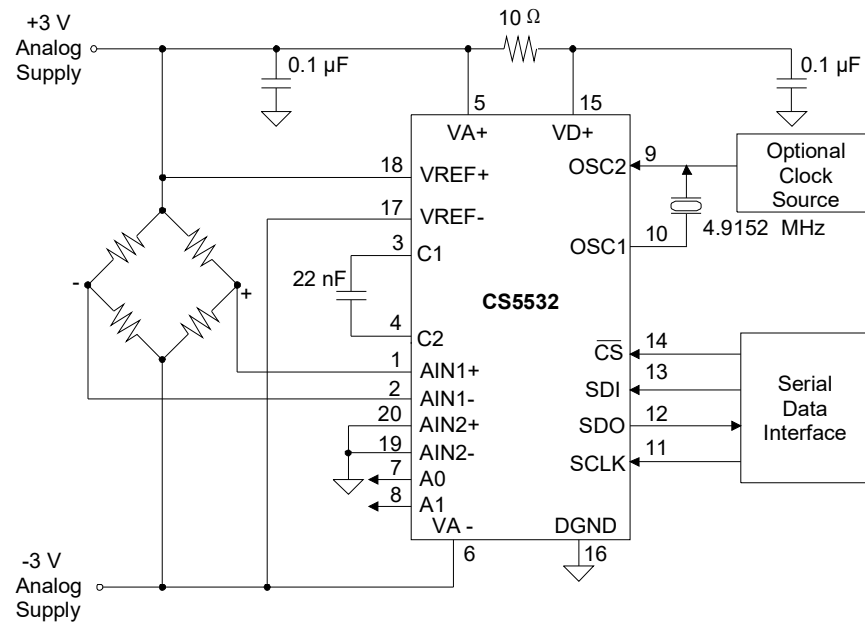 +3 V
Analog
Supply
10 Ω
0.1 µF
0.1 µF
5
15
VA+
VD+
18
VREF+
OSC2
9
Optional
Clock
Source
17
VREF-
3
C1
OSC1
10
4.9152 MHz
22 nF
CS5532
-
+
4
C2
1
AIN1+
2
AIN1-
20
AIN2+
19
AIN2-
7
A0
8
A1
CS
14
SDI
13
SDO
12
SCLK
11
Serial
Data
Interface
VA -
DGND
6
16
-3 V
Analog
Supply